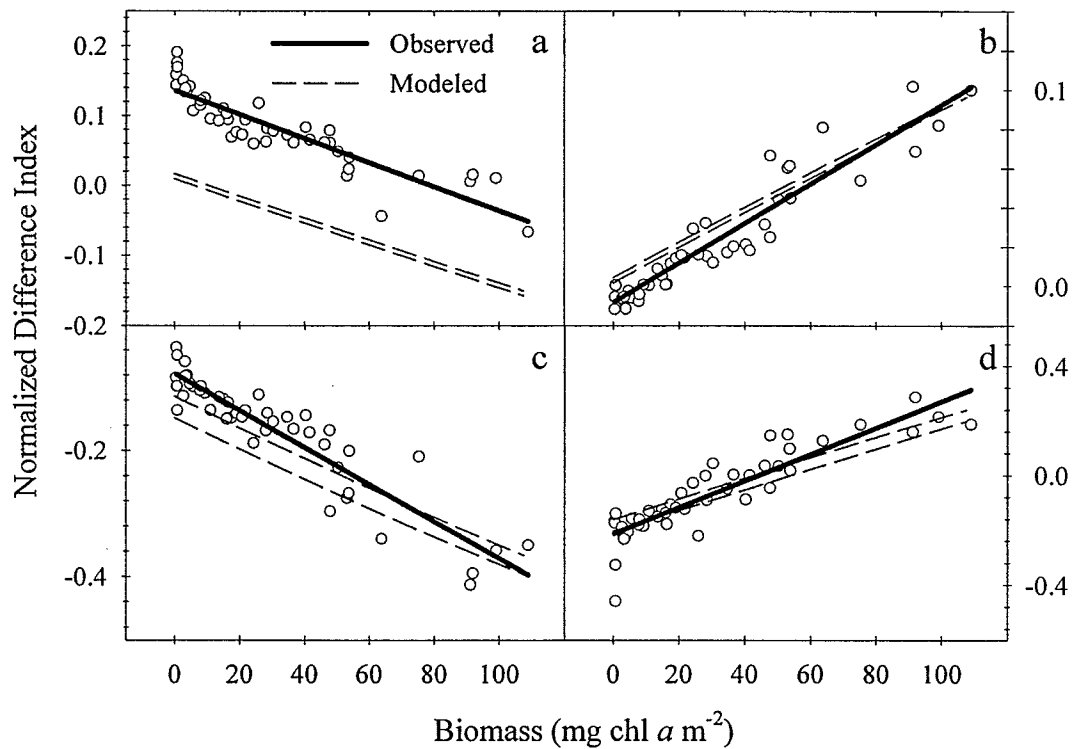 Normalized Difference Index
0.2
0.1
0.0
-0.1
-0.2
-0.2
-0.4
Observed
Modeled
a
b
c
d
0.1
0.0
0.4
0.0
-0.4
0 20 40 60 80 100
0 20 40 60 80 100
Biomass (mg chl a m-2)